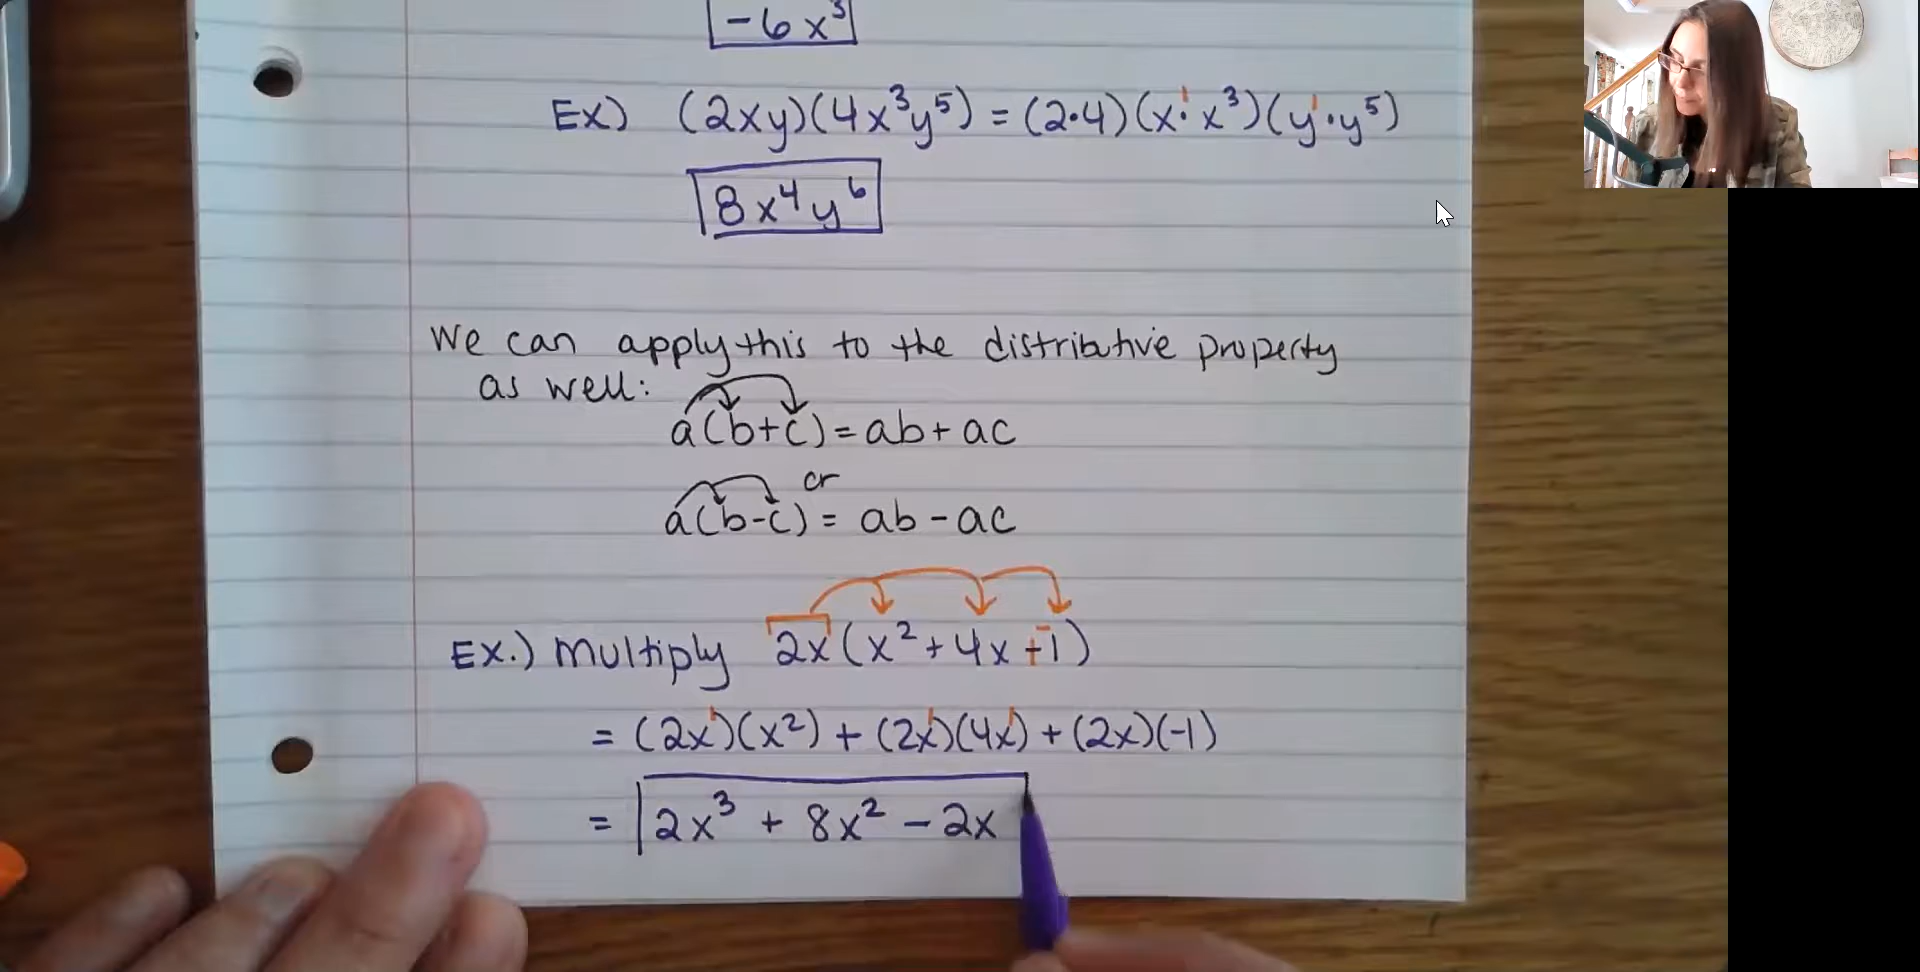 -6x³
Ex) (2xy)(4x³y⁵) = (2·4)(x¹·x³)(y¹·y⁵)
8x⁴y⁶
We can apply this to the distributive property
as well:
a(b+c) = ab + ac
or
a(b-c) = ab - ac
Ex.) Multiply 2x(x² + 4x + -1)
= (2x¹)(x²) + (2x¹)(4x¹) + (2x)(-1)
= 2x³ + 8x² - 2x